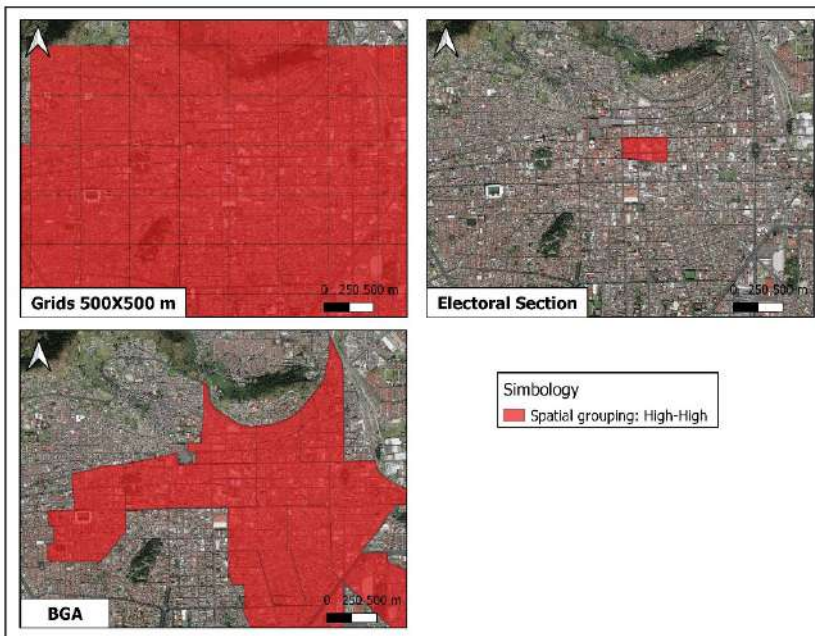 0 250 500 m
Grids 500X500 m
0 250 500 m
Electoral Section
Simbology
Spatial grouping: High-High
0 250 500 m
BGA